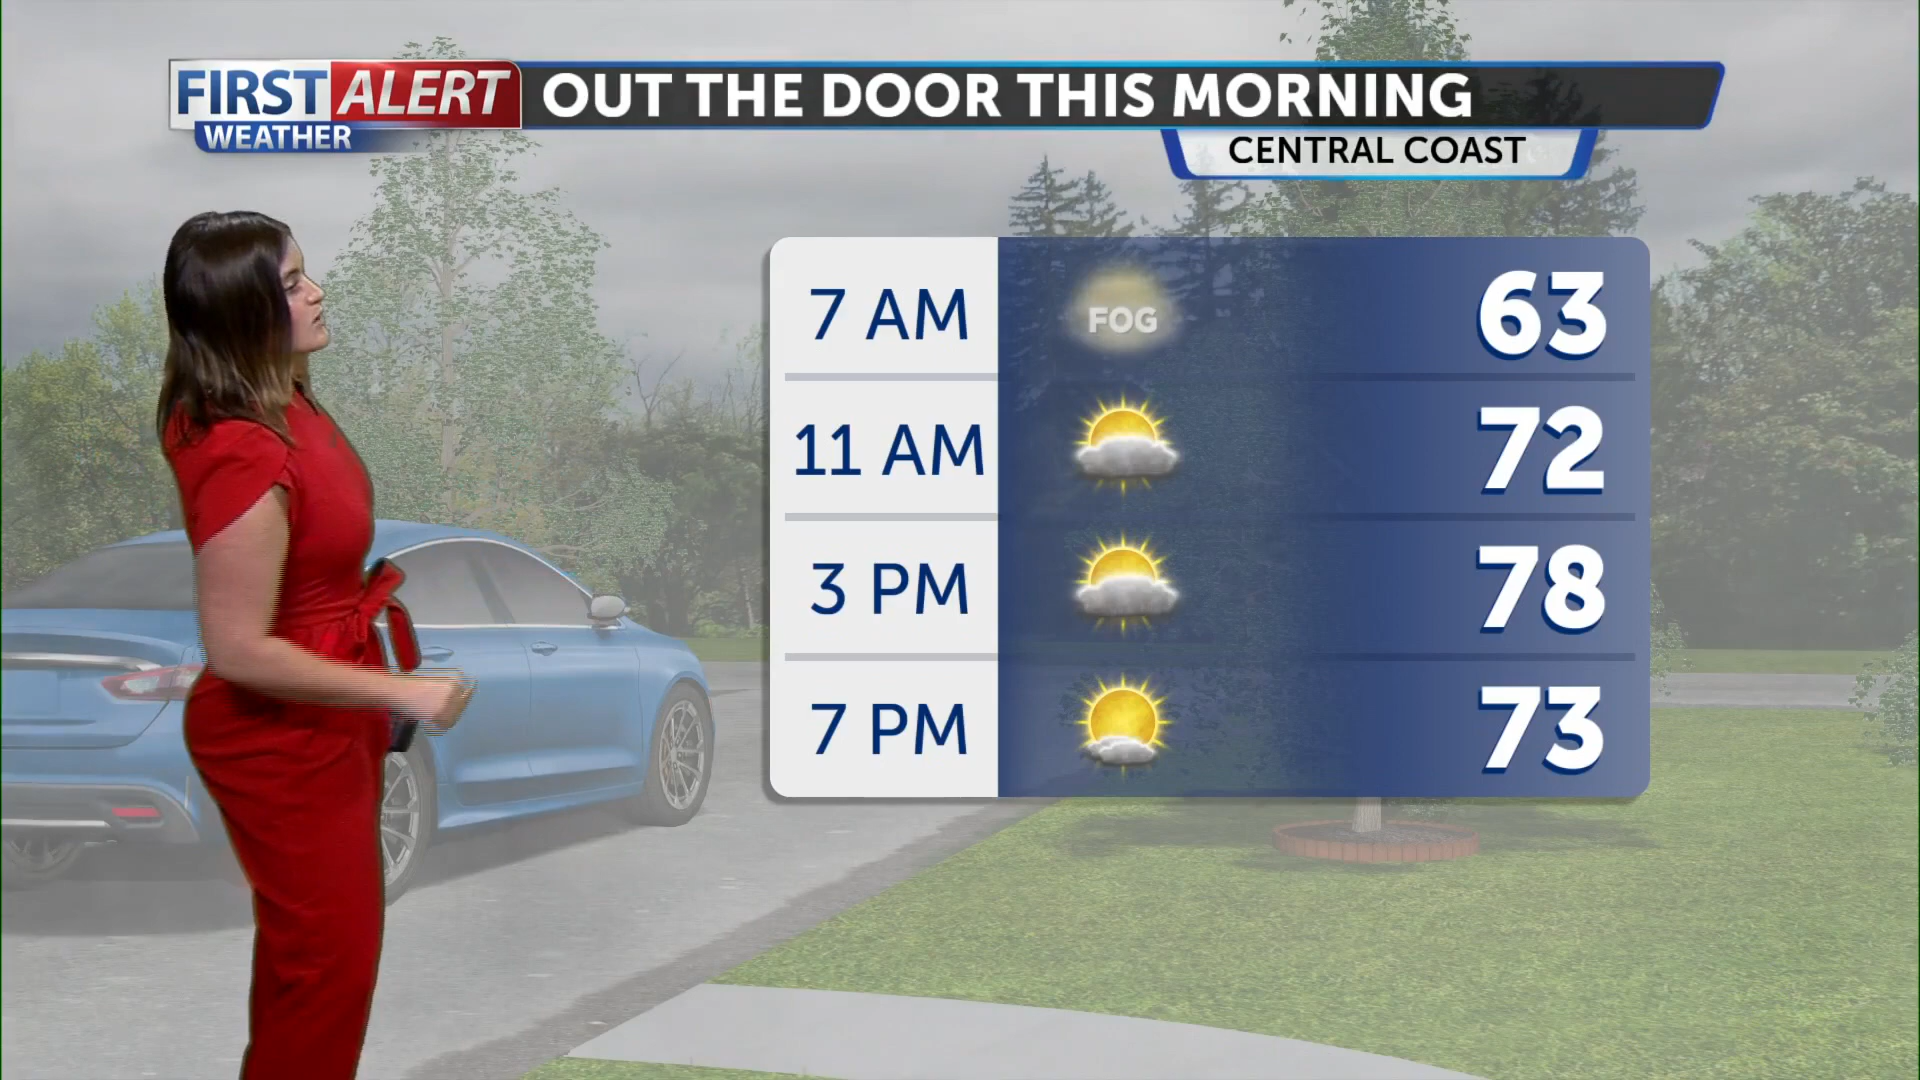 FIRST ALERT
WEATHER
OUT THE DOOR THIS MORNING
CENTRAL COAST
7 AM FOG 63
11 AM 72
3 PM 78
7 PM 73